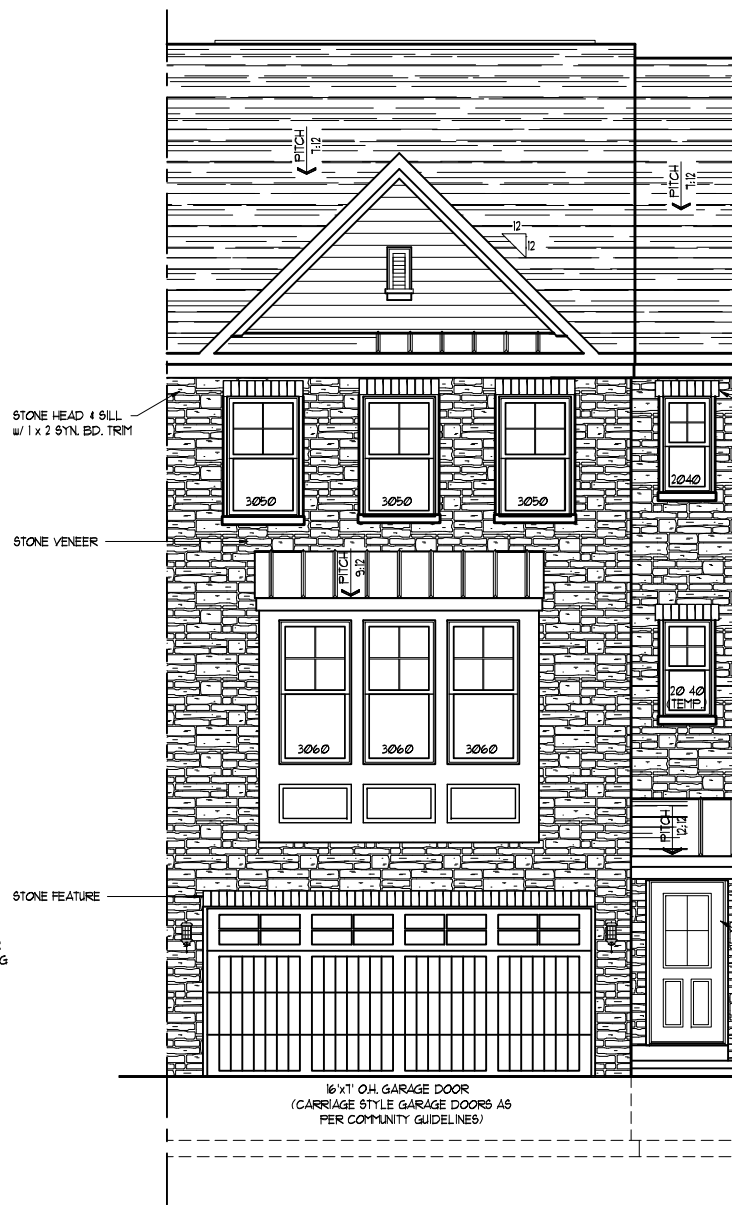 PITCH
7:12
PITCH
7:12
12
12
STONE HEAD & SILL
w/ 1 x 2 SYN. BD. TRIM
3050
3050
3050
2040
STONE VENEER
PITCH
9:12
2040
(TEMP.)
3060
3060
3060
PITCH
12:12
STONE FEATURE
G
16'x7' O.H. GARAGE DOOR
(CARRIAGE STYLE GARAGE DOORS AS
PER COMMUNITY GUIDELINES)